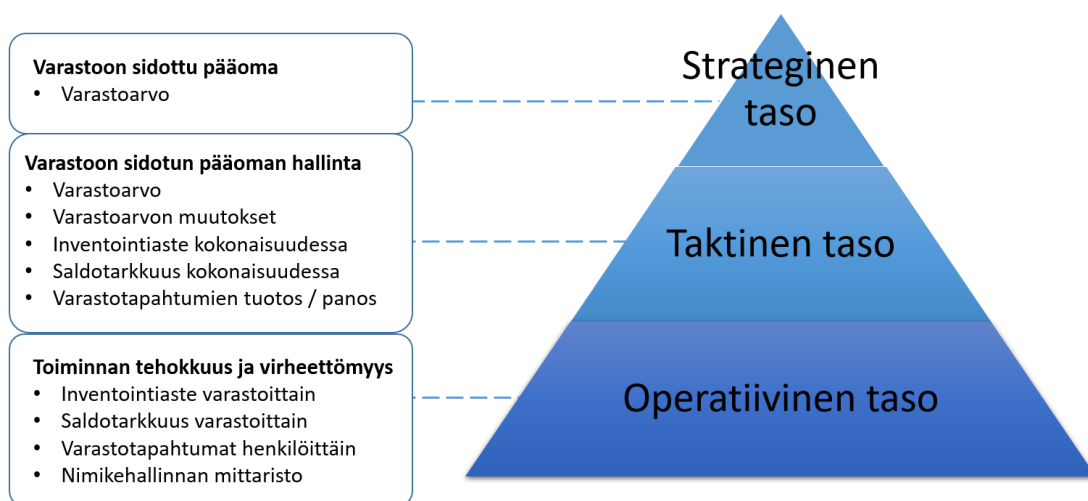 Varastoon sidottu pääoma
• Varastoarvo
Strateginen
taso
Varastoon sidotun pääoman hallinta
• Varastoarvo
• Varastoarvon muutokset
• Inventointiaste kokonaisuudessa
• Saldotarkkuus kokonaisuudessa
• Varastotapahtumien tuotos / panos
Taktinen taso
Toiminnan tehokkuus ja virheettömyys
• Inventointiaste varastoittain
• Saldotarkkuus varastoittain
• Varastotapahtumat henkilöittäin
• Nimikehallinnan mittaristo
Operatiivinen taso